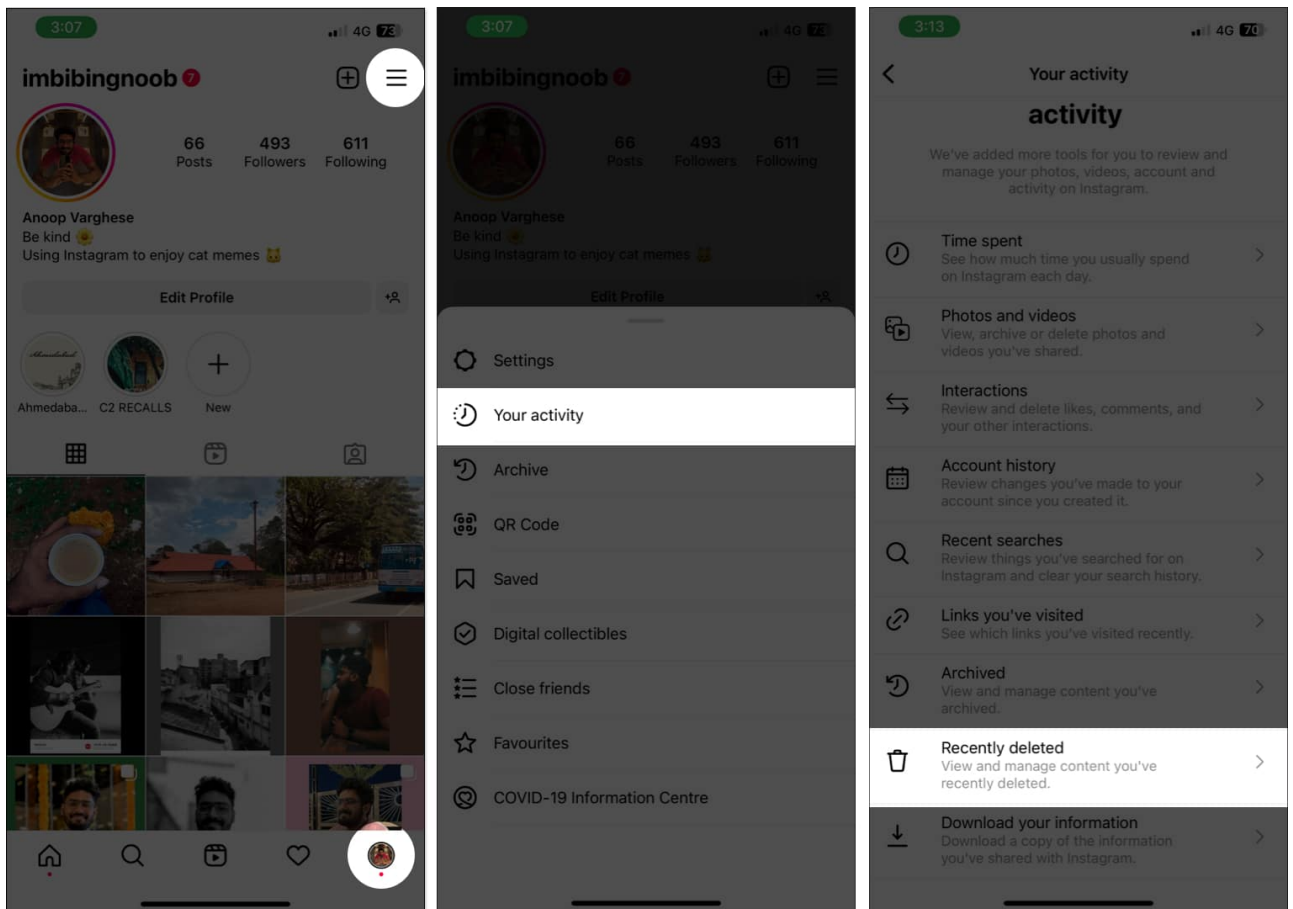 3:07
4G 73
imbibingnoob 7
66 493 611
Posts Followers Following
Anoop Varghese
Be kind 🌼
Using Instagram to enjoy cat memes 🐱
Edit Profile
Ahmedaba... C2 RECALLS New
3:07
4G 73
imbibingnoob 7
66 493 611
Posts Followers Following
Anoop Varghese
Be kind
Using Instagram to enjoy cat memes
Edit Profile
Settings
Your activity
Archive
QR Code
Saved
Digital collectibles
Close friends
Favourites
COVID-19 Information Centre
3:13
4G 70
Your activity
activity
We've added more tools for you to review and
manage your photos, videos, account and
activity on Instagram.
Time spent
See how much time you usually spend
on Instagram each day.
Photos and videos
View, archive or delete photos and
videos you've shared.
Interactions
Review and delete likes, comments, and
your other interactions.
Account history
Review changes you've made to your
account since you created it.
Recent searches
Review things you've searched for on
Instagram and clear your search history.
Links you've visited
See which links you've visited recently.
Archived
View and manage content you've
archived.
Recently deleted
View and manage content you've
recently deleted.
Download your information
Download a copy of the information
you've shared with Instagram.